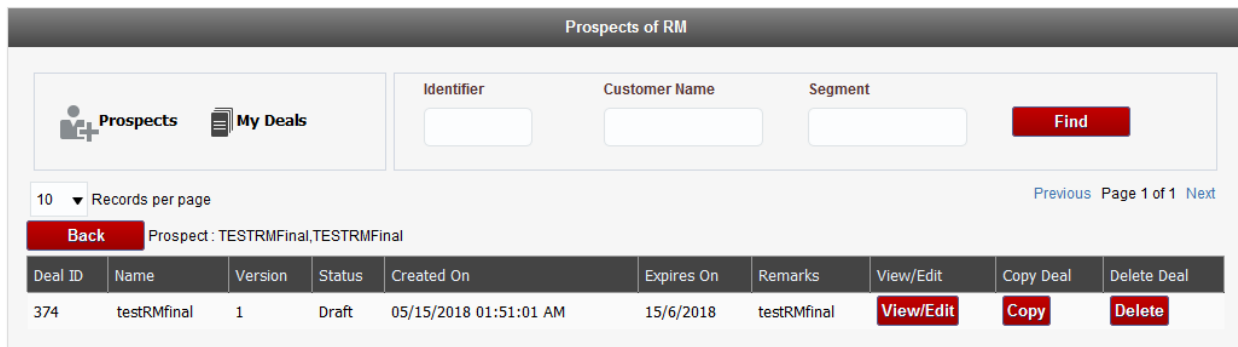 Prospects of RM
Identifier Customer Name Segment
Prospects My Deals
Find
10 Records per page
Previous Page 1 of 1 Next
Back Prospect : TESTRMFinal,TESTRMFinal
Deal ID Name Version Status Created On Expires On Remarks View/Edit Copy Deal Delete Deal
374 testRMfinal 1 Draft 05/15/2018 01:51:01 AM 15/6/2018 testRMfinal View/Edit Copy Delete